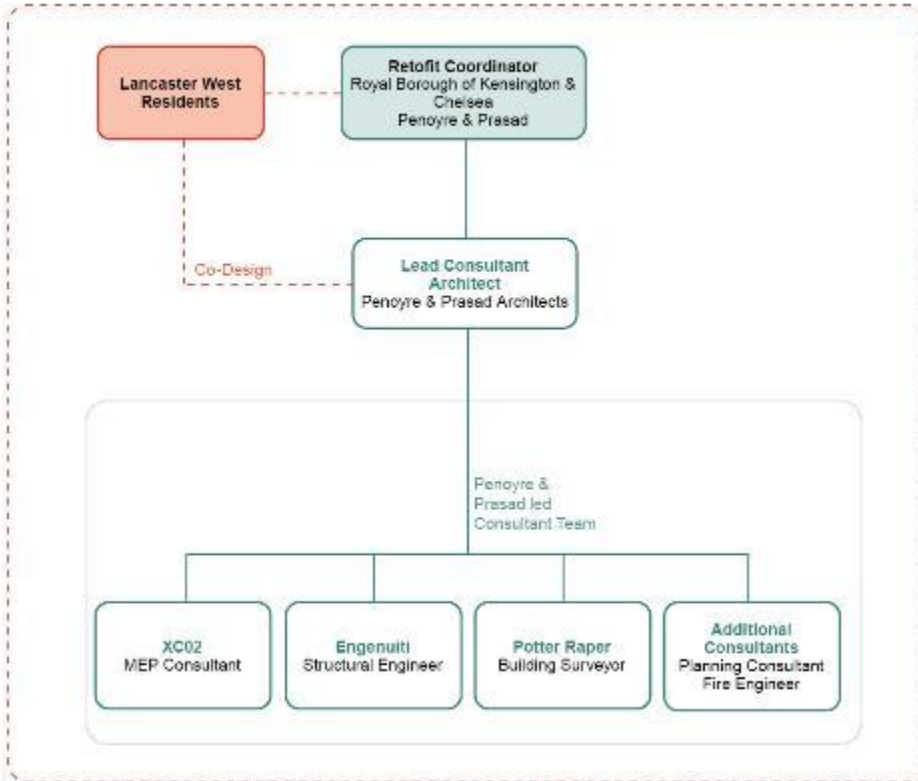 Lancaster West
Residents
Retofit Coordinator
Royal Borough of Kensington &
Chelsea
Penoyre & Prasad
Co-Design
Lead Consultant
Architect
Penoyre & Prasad Architects
Penoyre &
Prasad led
Consultant Team
XC02
MEP Consultant
Engenuiti
Structural Engineer
Potter Raper
Building Surveyor
Additional
Consultants
Planning Consultant
Fire Engineer